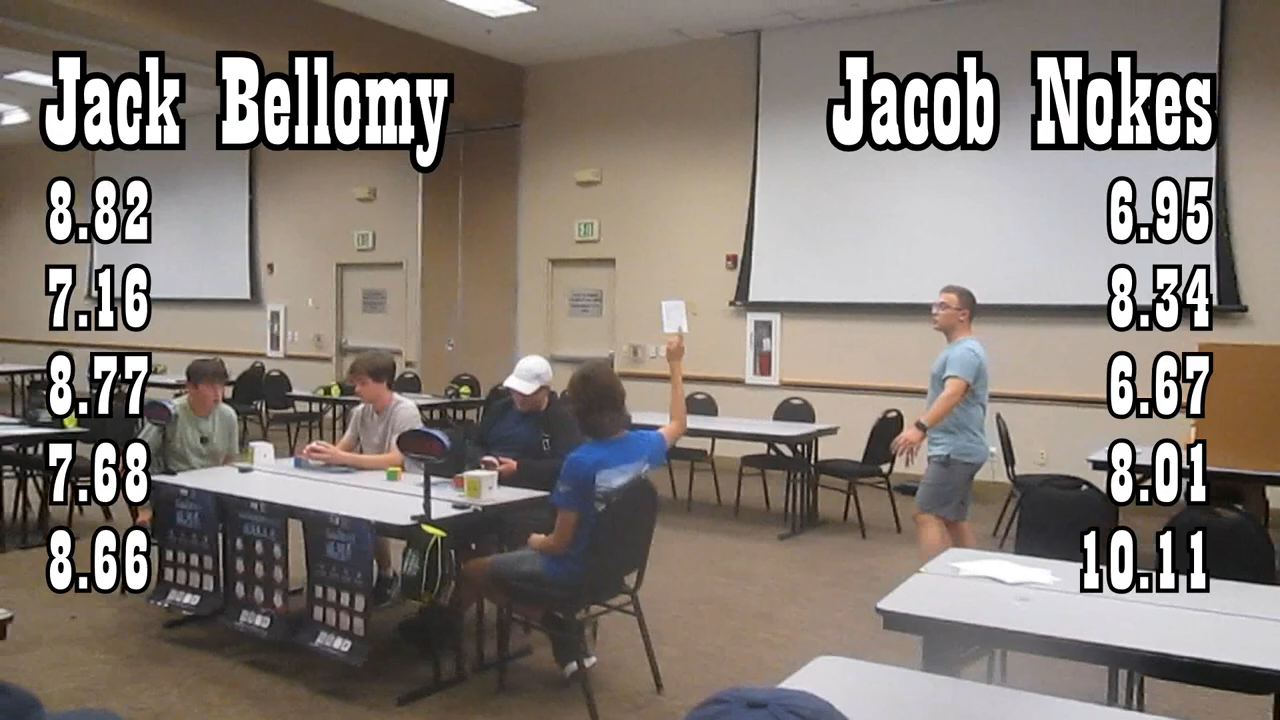 Jack Bellomy
8.82
7.16
8.77
7.68
8.66
Jacob Nokes
6.95
8.34
6.67
8.01
10.11
EXIT
EXIT